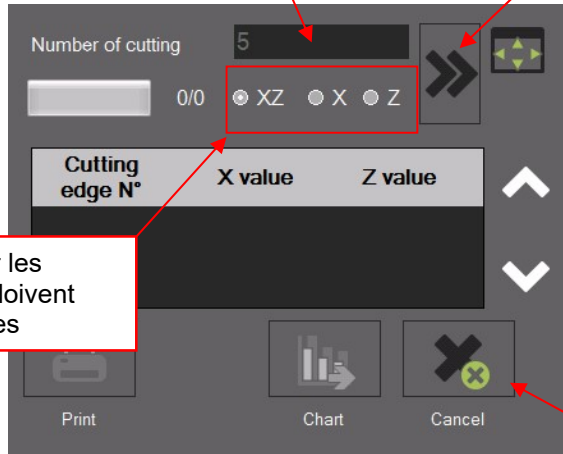 Number of cutting 5
0/0 XZ X Z
Cutting edge N° X value Z value
les
doivent
es
Print Chart Cancel